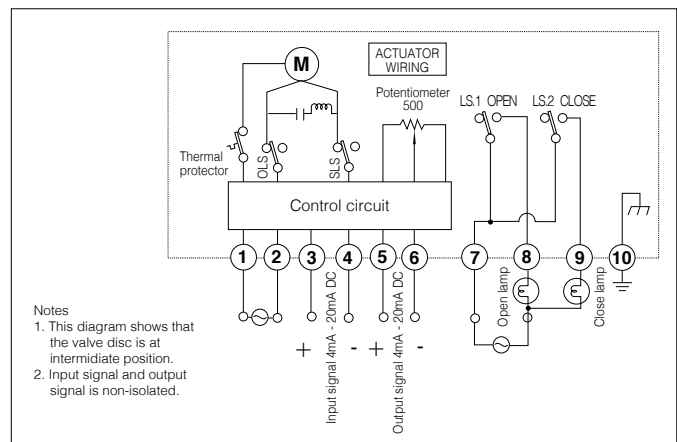 M
ACTUATOR
WIRING
Potentiometer
500
LS.1 OPEN
LS.2 CLOSE
Thermal
protector
OLS
SLS
Control circuit
1
2
3
4
5
6
7
8
9
10
Open lamp
Close lamp
+
Input signal 4mA - 20mA DC
-
+
Output signal 4mA - 20mA DC
-
Notes
1. This diagram shows that
the valve disc is at
intermidiate position.
2. Input signal and output
signal is non-isolated.